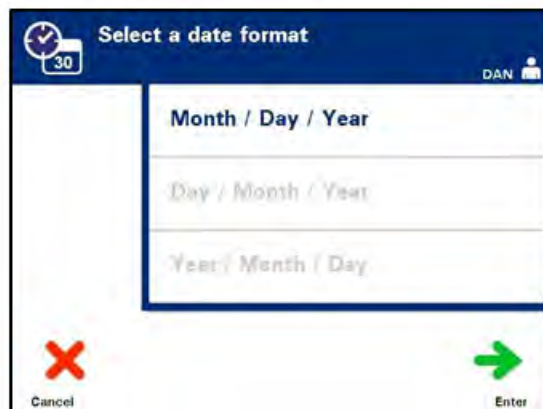 Select a date format
30
DAN
Month / Day / Year
Day / Month / Year
Year / Month / Day
Cancel
Enter